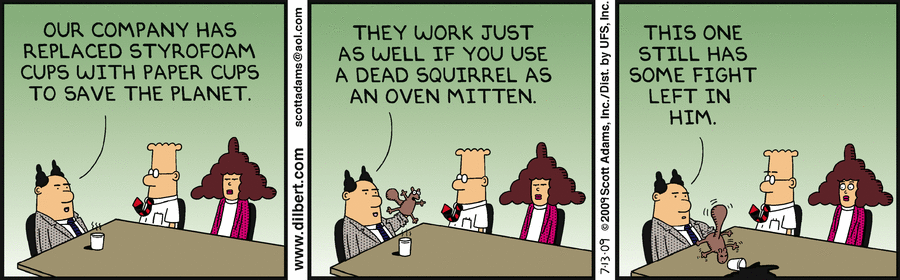 OUR COMPANY HAS
REPLACED STYROFOAM
CUPS WITH PAPER CUPS
TO SAVE THE PLANET.
www.dilbert.com
scottadams@aol.com
THEY WORK JUST
AS WELL IF YOU USE
A DEAD SQUIRREL AS
AN OVEN MITTEN.
7-13-09 ©2009 Scott Adams, Inc./Dist. by UFS, Inc.
THIS ONE
STILL HAS
SOME FIGHT
LEFT IN
HIM.